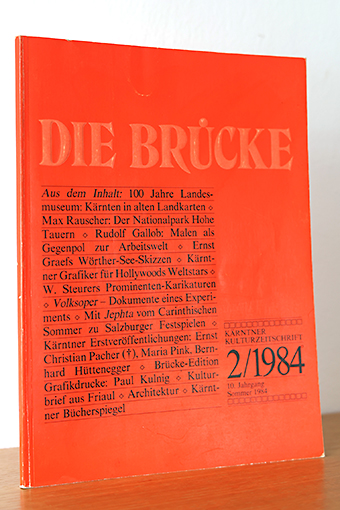 DIE BRÜCKE
Aus dem Inhalt: 100 Jahre Landes-
museum: Kärnten in alten Landkarten ⬦
Max Rauscher: Der Nationalpark Hohe
Tauern ⬦ Rudolf Gallob: Malen als
Gegenpol zur Arbeitswelt ⬦ Ernst
Graefs Wörther-See-Skizzen ⬦ Kärnt-
ner Grafiker für Hollywoods Weltstars ⬦
W. Steurers Prominenten-Karikaturen
⬦ Volksoper – Dokumente eines Experi-
ments ⬦ Mit Jephta vom Carinthischen
Sommer zu Salzburger Festspielen ⬦
Kärntner Erstveröffentlichungen: Ernst
Christian Pacher (†), Maria Pink, Bern-
hard Hüttenegger ⬦ Brücke-Edition
Grafikdrucke: Paul Kulnig ⬦ Kultur-
brief aus Friaul ⬦ Architektur ⬦ Kärnt-
ner Bücherspiegel
KÄRNTNER
KULTURZEITSCHRIFT
2/1984
10. Jahrgang
Sommer 1984